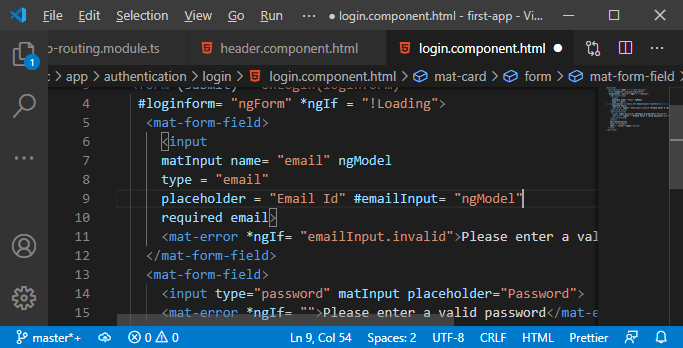 File Edit Selection View Go Run ··· ● login.component.html - first-app - Vi...
o-routing.module.ts header.component.html login.component.html ●
c > app > authentication > login > login.component.html > mat-card > form > mat-form-field >
1
4 #loginform= "ngForm" *ngIf = "!Loading">
5 <mat-form-field>
6 <input
7 matInput name= "email" ngModel
8 type = "email"
9 placeholder = "Email Id" #emailInput= "ngModel"
10 required email>
11 <mat-error *ngIf= "emailInput.invalid">Please enter a val
12 </mat-form-field>
13 <mat-form-field>
14 <input type="password" matInput placeholder="Password">
15 <mat-error *ngIf= "">Please enter a valid password</mat-e
master*+ 0 0 Ln 9, Col 54 Spaces: 2 UTF-8 CRLF HTML Prettier